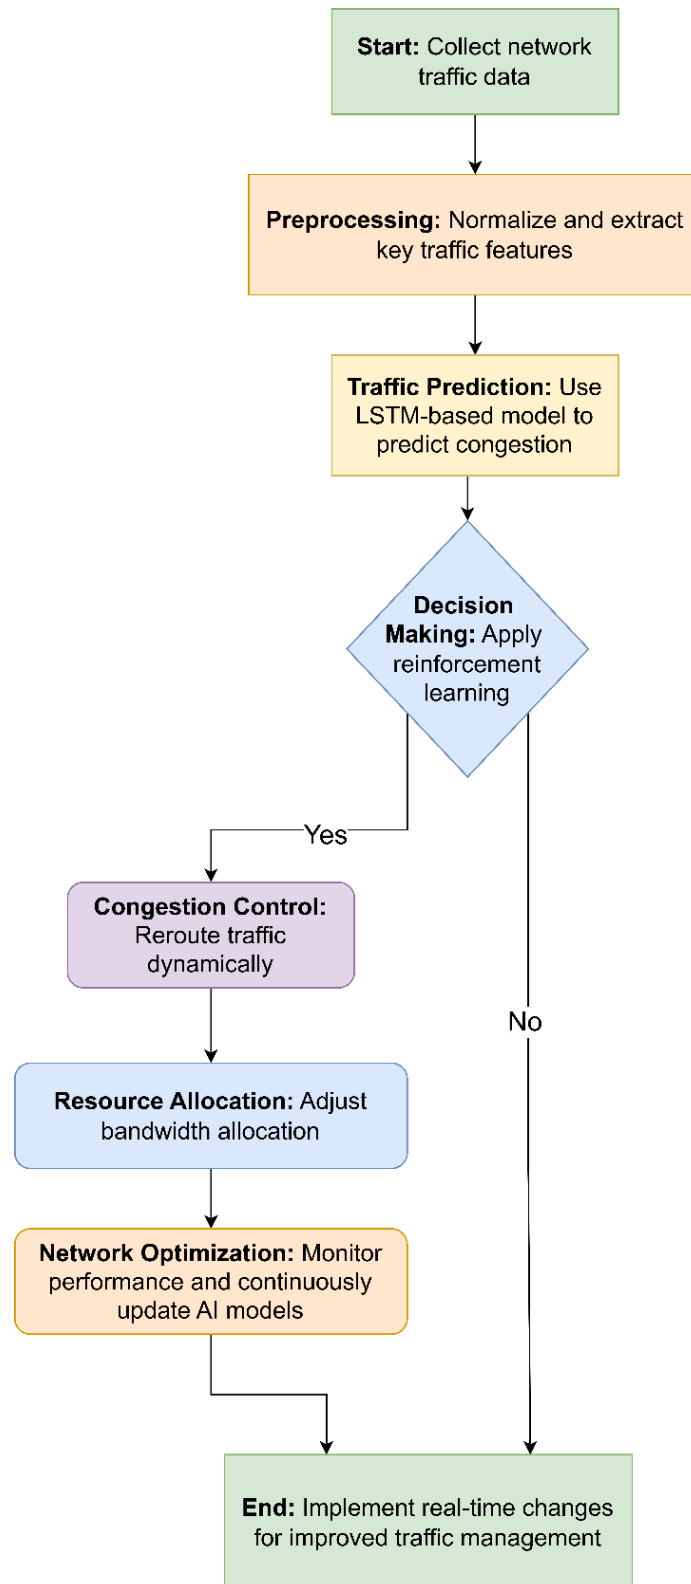 Start: Collect network
traffic data
Preprocessing: Normalize and extract
key traffic features
Traffic Prediction: Use
LSTM-based model to
predict congestion
Decision
Making: Apply
reinforcement
learning
Yes
Congestion Control:
Reroute traffic
dynamically
No
Resource Allocation: Adjust
bandwidth allocation
Network Optimization: Monitor
performance and continuously
update AI models
End: Implement real-time changes
for improved traffic management